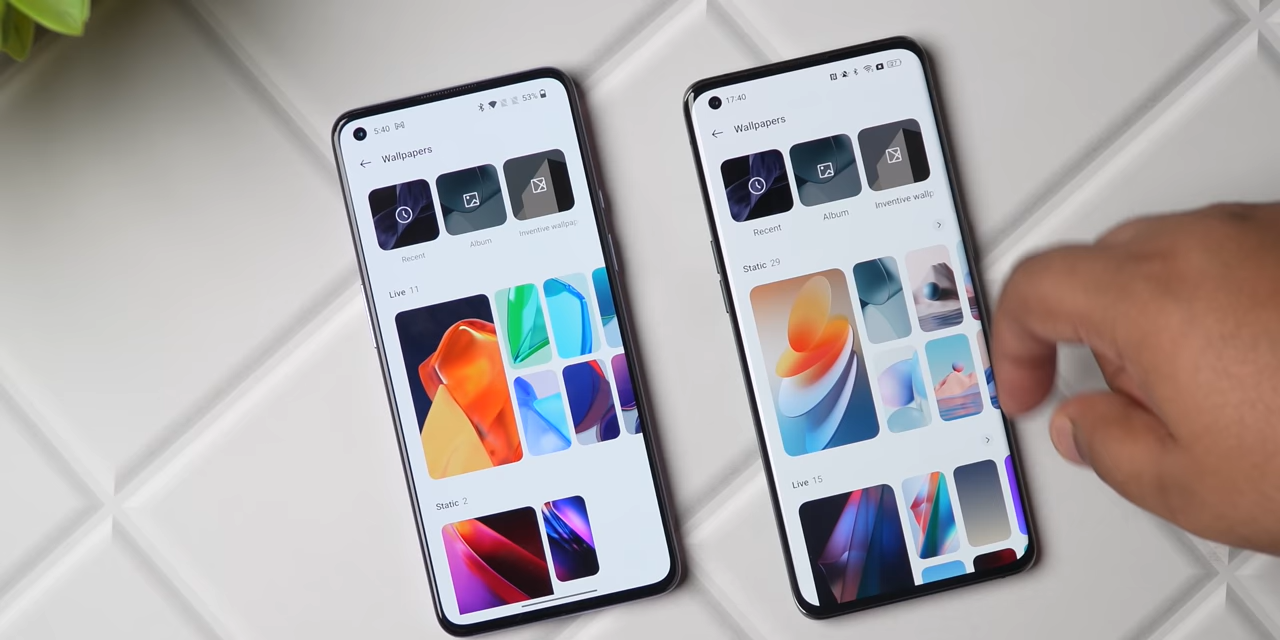 5:40
53%
Wallpapers
Recent
Album
Inventive wallpap
Live 11
Static 2
17:40
Wallpapers
Recent
Album
Inventive wallp
Static 29
Live 15